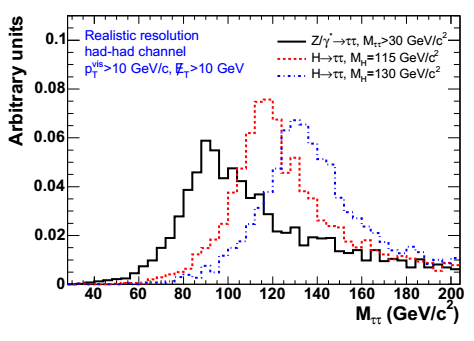 Arbitrary units
0.1
0.08
0.06
0.04
0.02
0
Realistic resolution
had-had channel
p_T^vis>10 GeV/c, E̸_T>10 GeV
Z/γ*→ττ, M_ττ>30 GeV/c²
H→ττ, M_H=115 GeV/c²
H→ττ, M_H=130 GeV/c²
40 60 80 100 120 140 160 180 200
M_ττ (GeV/c²)